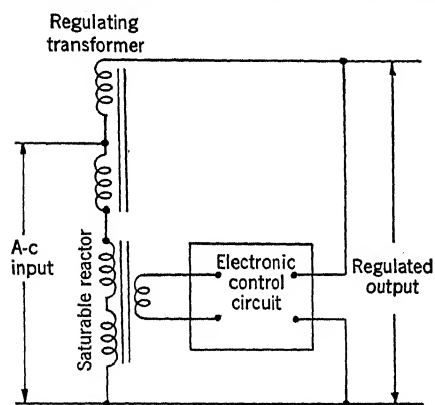 Regulating
transformer
A-c
input
Saturable reactor
Electronic
control
circuit
Regulated
output